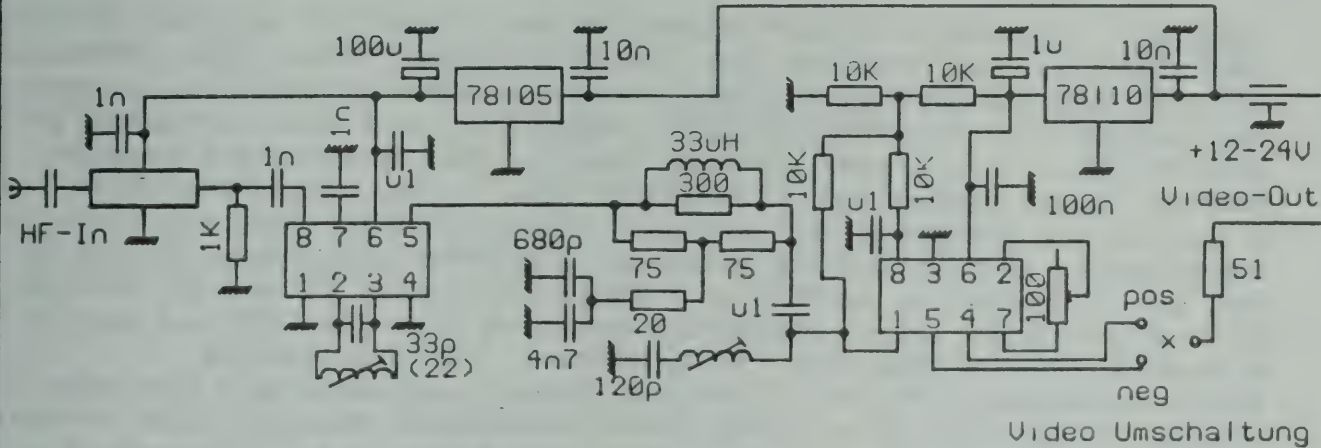 100u
10n
1u
10n
10K
10K
78105
78110
1n
1n
1n
u1
33uH
300
10K
10K
u1
100n
+12-24V
Video-Out
HF-In
1K
8 7 6 5
1 2 3 4
33p
(22)
680p
75
75
20
4n7
120p
u1
8 3 6 2
1 5 4 7
100
51
pos
x
neg
Video Umschaltung